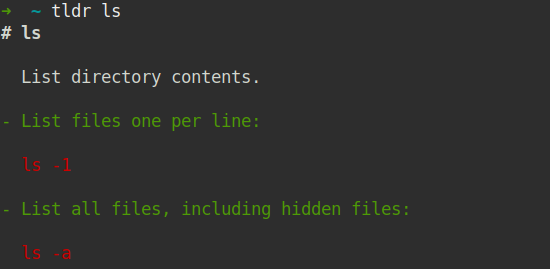 ➜  ~ tldr ls
# ls
List directory contents.
- List files one per line:
ls -1
- List all files, including hidden files:
ls -a